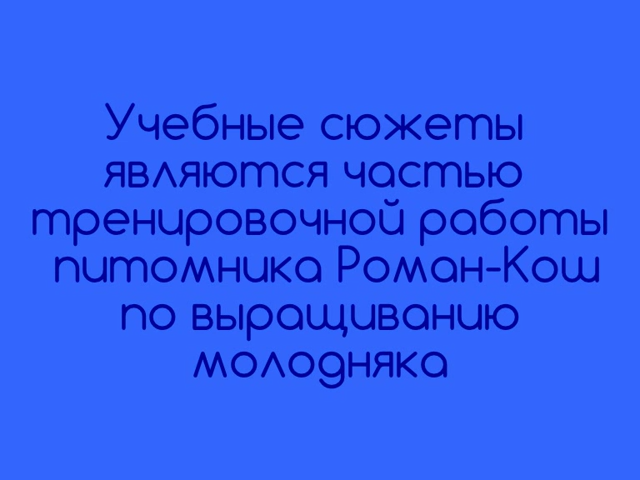 Учебные сюжеты
являются частью
тренировочной работы
питомника Роман-Кош
по выращиванию
молодняка